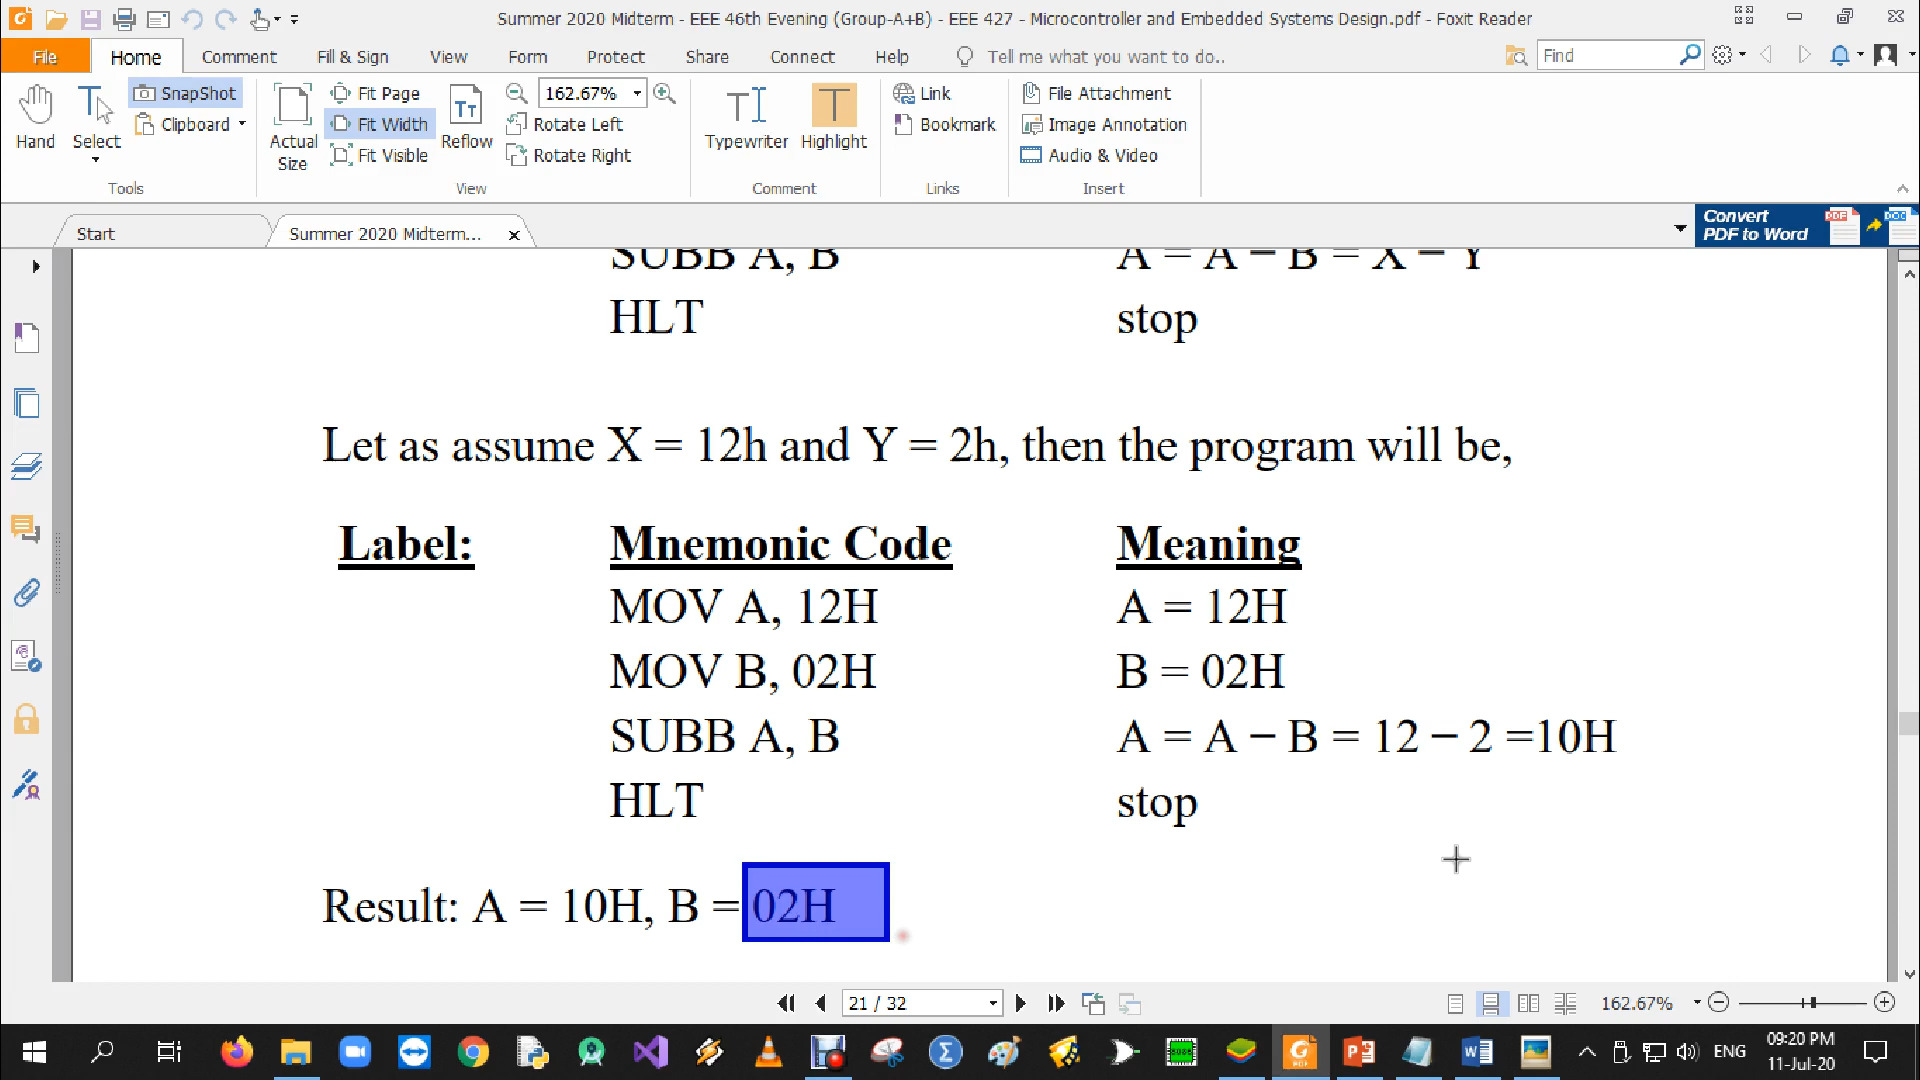 Summer 2020 Midterm - EEE 46th Evening (Group-A+B) - EEE 427 - Microcontroller and Embedded Systems Design.pdf - Foxit Reader
File Home Comment Fill & Sign View Form Protect Share Connect Help Tell me what you want to do.. Find
SnapShot Fit Page 162.67% Link File Attachment
Clipboard Fit Width Rotate Left Bookmark Image Annotation
Hand Select Actual Size Fit Visible Reflow Rotate Right Typewriter Highlight Audio & Video
Tools View Comment Links Insert
Start Summer 2020 Midterm... Convert PDF to Word PDF DOC
SUBB A, B A = A − B = X − Y
HLT stop
Let as assume X = 12h and Y = 2h, then the program will be,
Label: Mnemonic Code Meaning
MOV A, 12H A = 12H
MOV B, 02H B = 02H
SUBB A, B A = A − B = 12 − 2 =10H
HLT stop
Result: A = 10H, B = 02H
21 / 32 162.67%
09:20 PM
ENG
11-Jul-20